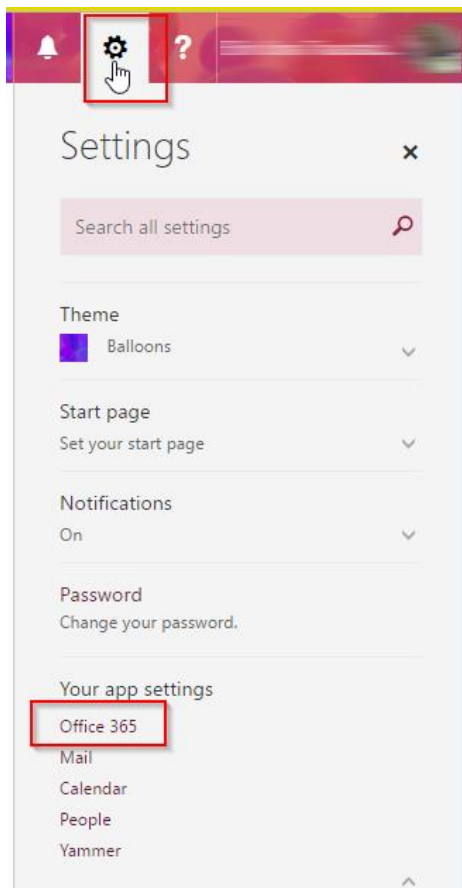 ?
Settings
Search all settings
Theme
Balloons
Start page
Set your start page
Notifications
On
Password
Change your password.
Your app settings
Office 365
Mail
Calendar
People
Yammer